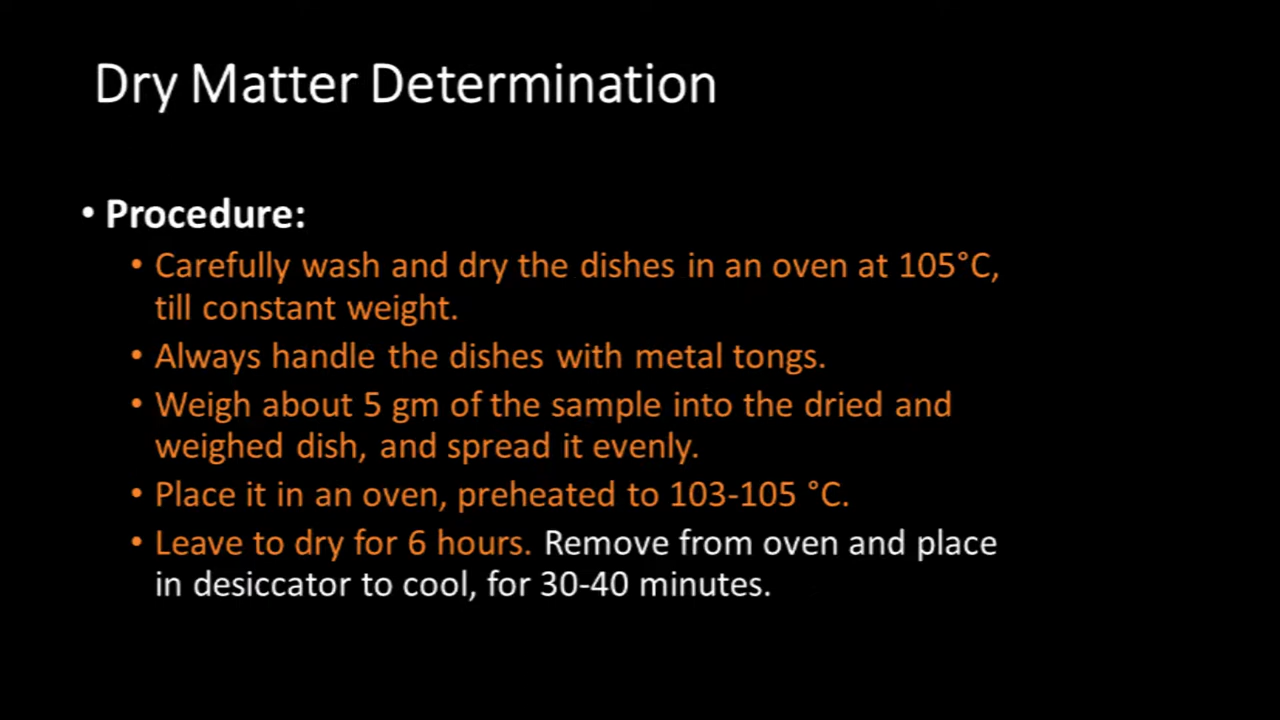 Dry Matter Determination
• Procedure:
• Carefully wash and dry the dishes in an oven at 105°C,
till constant weight.
• Always handle the dishes with metal tongs.
• Weigh about 5 gm of the sample into the dried and
weighed dish, and spread it evenly.
• Place it in an oven, preheated to 103-105 °C.
• Leave to dry for 6 hours. Remove from oven and place
in desiccator to cool, for 30-40 minutes.